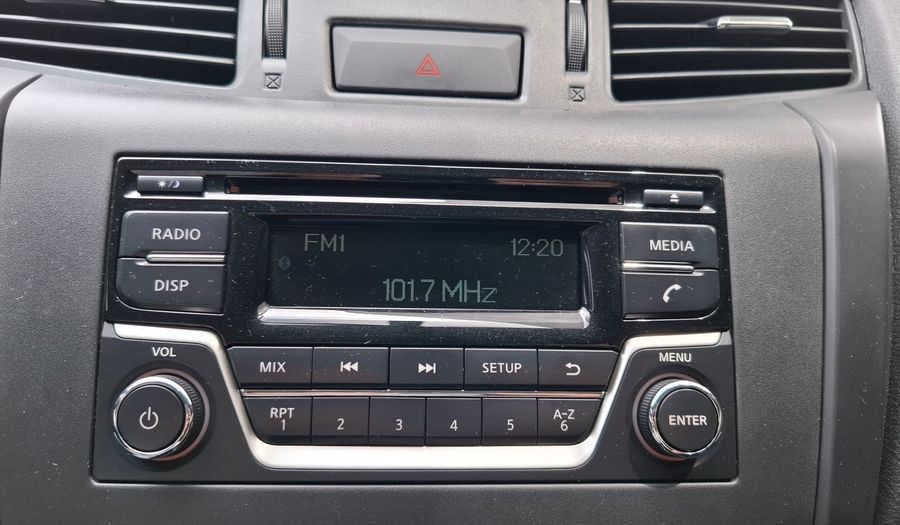 FM1 12:20
101.7 MHz
RADIO
DISP
MEDIA
VOL
MENU
MIX SETUP
RPT A-Z
1 2 3 4 5 6
ENTER